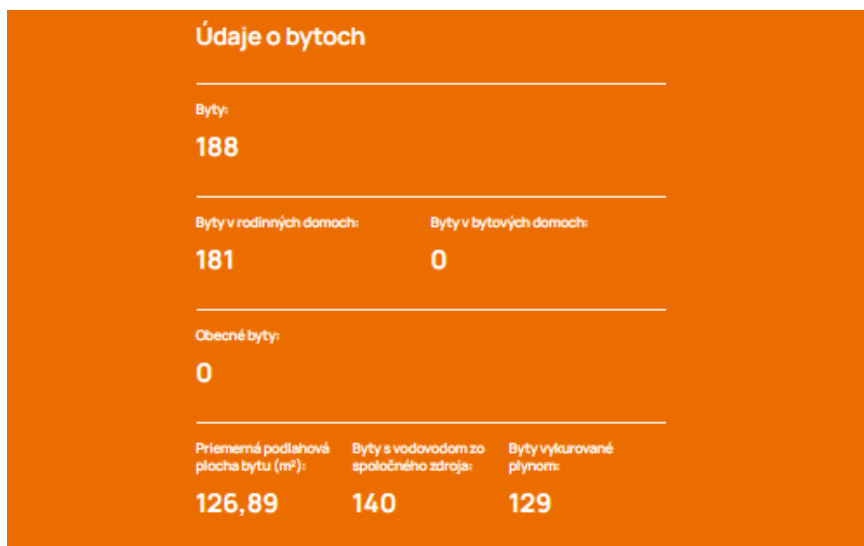 Údaje o bytoch
Byty:
188
Byty v rodinných domoch:
Byty v bytových domoch:
181
0
Obecné byty:
0
Priemerná podlahová
plocha bytu (m²):
Byty s vodovodom zo
spoločného zdroja:
Byty vykurované
plynom:
126,89
140
129